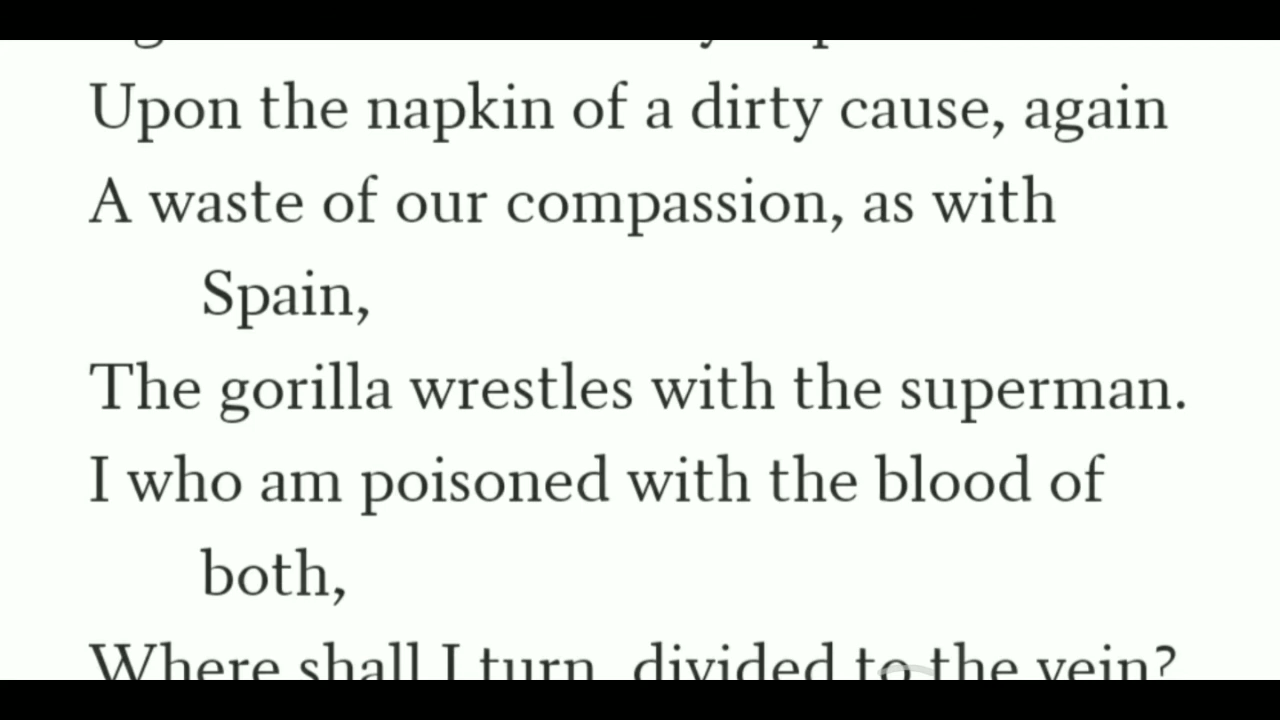 Upon the napkin of a dirty cause, again
A waste of our compassion, as with
Spain,
The gorilla wrestles with the superman.
I who am poisoned with the blood of
both,
Where shall I turn, divided to the vein?